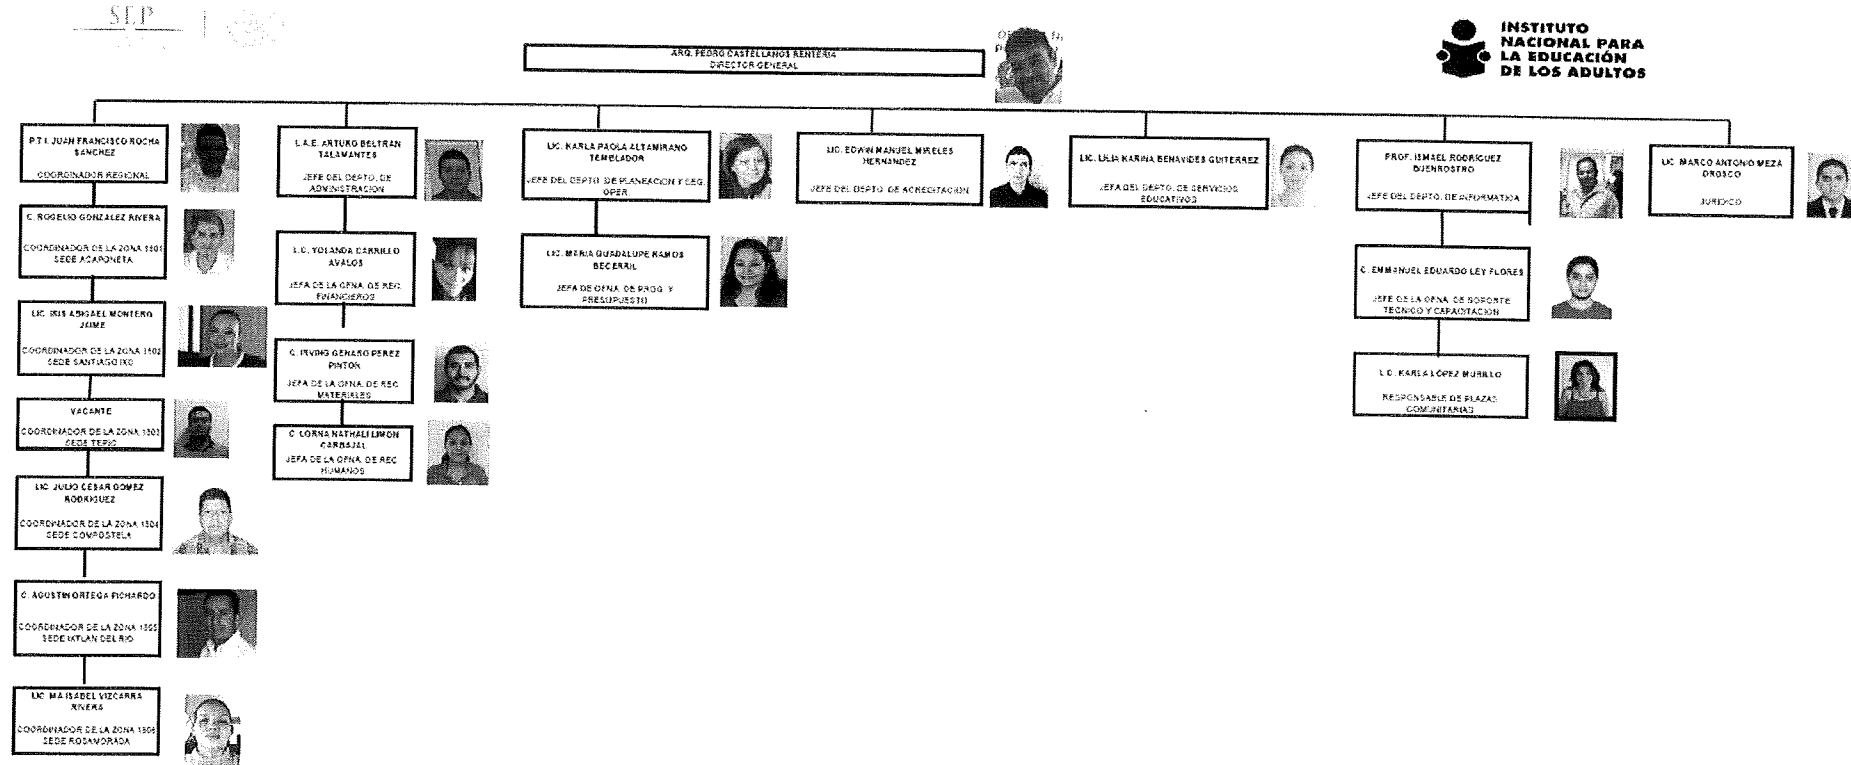 SEP
INSTITUTO
NACIONAL PARA
LA EDUCACIÓN
DE LOS ADULTOS
ARQ. PEDRO CASTELLANOS RENTERIA
DIRECTOR GENERAL
P.T.I. JUAN FRANCISCO ROCHA
SANCHEZ
COORDINADOR REGIONAL
C. ROGELIO GONZALEZ RIVERA
COORDINADOR DE LA ZONA 1801
SEDE ACAPONETA
LIC. IRIS ABIGAEL MONTERO
JAIME
COORDINADOR DE LA ZONA 1802
SEDE SANTIAGO IXC
VACANTE
COORDINADOR DE LA ZONA 1803
SEDE TEPIC
LIC. JULIO CESAR GOMEZ
RODRIGUEZ
COORDINADOR DE LA ZONA 1804
SEDE COMPOSTELA
C. AGUSTIN ORTEGA PICHARDO
COORDINADOR DE LA ZONA 1805
SEDE IXTLAN DEL RIO
LIC. MA ISABEL VIZCARRA
RIVERA
COORDINADOR DE LA ZONA 1806
SEDE ROSAMORADA
L.A.E. ARTURO BELTRAN
TALAMANTES
JEFE DEL DEPTO. DE
ADMINISTRACION
L.C. YOLANDA CARRILLO
AVALOS
JEFA DE LA OFNA. DE REC.
FINANCIEROS
C. IRVING GENARO PEREZ
PINTOR
JEFA DE LA OFNA. DE REC
MATERIALES
C. LORNA NATHALI LIMON
CARBAJAL
JEFA DE LA OFNA. DE REC
HUMANOS
LIC. KARLA PAOLA ALTAMIRANO
TEMBLADOR
JEFE DEL DEPTO. DE PLANEACION Y SEG.
OPER.
LIC. MARIA GUADALUPE RAMOS
BECERRIL
JEFA DE OFNA. DE PROG. Y
PRESUPUESTO
LIC. EDWIN MANUEL MIRELES
HERNANDEZ
JEFE DEL DEPTO. DE ACREDITACION
LIC. LILIA KARINA BENAVIDES GUITERREZ
JEFA DEL DEPTO. DE SERVICIOS
EDUCATIVOS
PROF. ISMAEL RODRIGUEZ
BUENROSTRO
JEFE DEL DEPTO. DE INFORMATICA
C. EMMANUEL EDUARDO LEY FLORES
JEFE DE LA OFNA. DE SOPORTE
TECNICO Y CAPACITACION
L.C. KARLA LÓPEZ MURILLO
RESPONSABLE DE PLAZAS
COMUNITARIAS
LIC. MARCO ANTONIO MEZA
OROSCO
JURIDICO